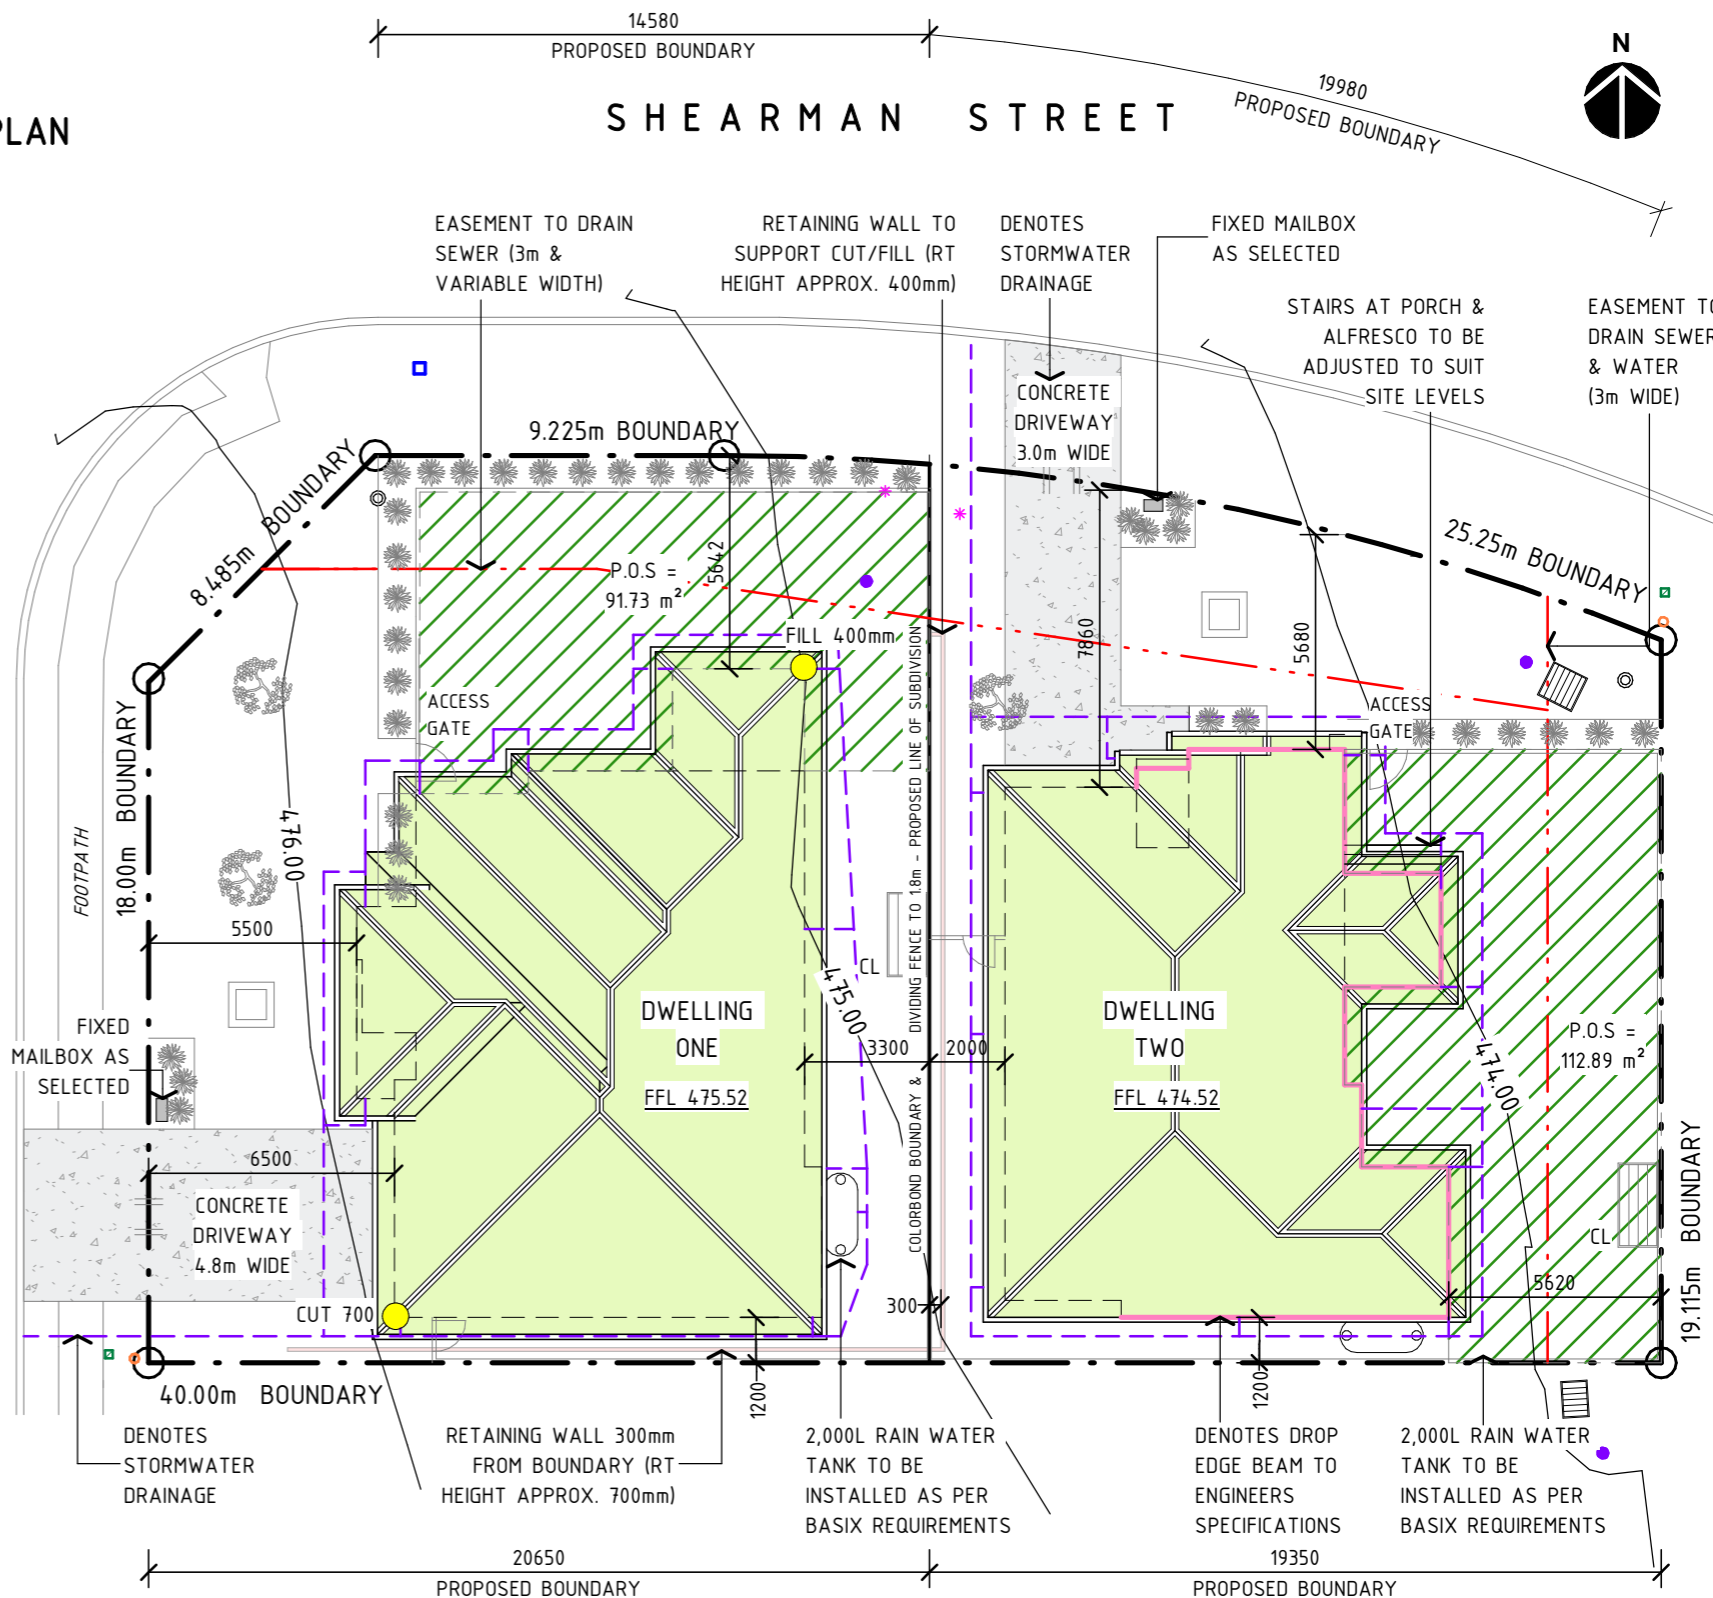 14580
PROPOSED BOUNDARY
19980
PROPOSED BOUNDARY
N
PLAN
SHEARMAN STREET
EASEMENT TO DRAIN
SEWER (3m &
VARIABLE WIDTH)
RETAINING WALL TO
SUPPORT CUT/FILL (RT
HEIGHT APPROX. 400mm)
DENOTES
STORMWATER
DRAINAGE
FIXED MAILBOX
AS SELECTED
STAIRS AT PORCH &
ALFRESCO TO BE
ADJUSTED TO SUIT
SITE LEVELS
EASEMENT TO
DRAIN SEWER
& WATER
(3m WIDE)
CONCRETE
DRIVEWAY
3.0m WIDE
9.225m BOUNDARY
8.485m BOUNDARY
25.25m BOUNDARY
P.O.S =
91.73 m²
5642
FILL 400mm
7860
5680
ACCESS
GATE
ACCESS
GATE
18.00m BOUNDARY
FOOTPATH
476.00
5500
CL
475.00
COLORBOND BOUNDARY & DIVIDING FENCE TO 1.8m - PROPOSED LINE OF SUBDIVISION
DWELLING
ONE
FFL 475.52
3300
2000
DWELLING
TWO
FFL 474.52
474.00
P.O.S =
112.89 m²
FIXED
MAILBOX AS
SELECTED
6500
CONCRETE
DRIVEWAY
4.8m WIDE
CUT 700
300
CL
5620
19.115m BOUNDARY
40.00m BOUNDARY
1200
1200
DENOTES
STORMWATER
DRAINAGE
RETAINING WALL 300mm
FROM BOUNDARY (RT
HEIGHT APPROX. 700mm)
2,000L RAIN WATER
TANK TO BE
INSTALLED AS PER
BASIX REQUIREMENTS
DENOTES DROP
EDGE BEAM TO
ENGINEERS
SPECIFICATIONS
2,000L RAIN WATER
TANK TO BE
INSTALLED AS PER
BASIX REQUIREMENTS
20650
PROPOSED BOUNDARY
19350
PROPOSED BOUNDARY